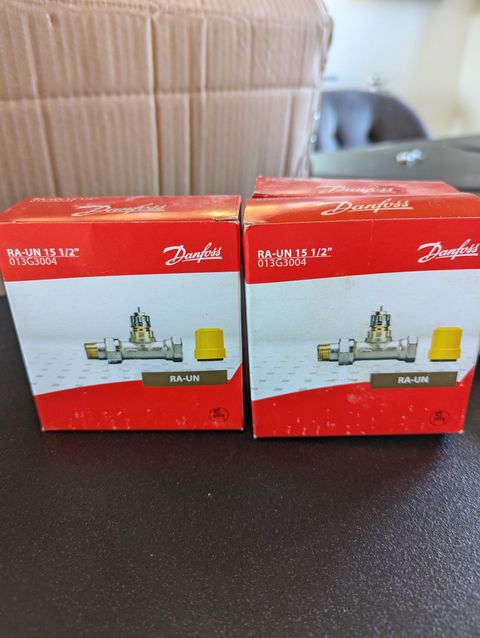 Danfoss
Danfoss
Danfoss
RA-UN 15 1/2"
013G3004
Danfoss
RA-UN
RA-UN 15 1/2"
013G3004
Danfoss
RA-UN